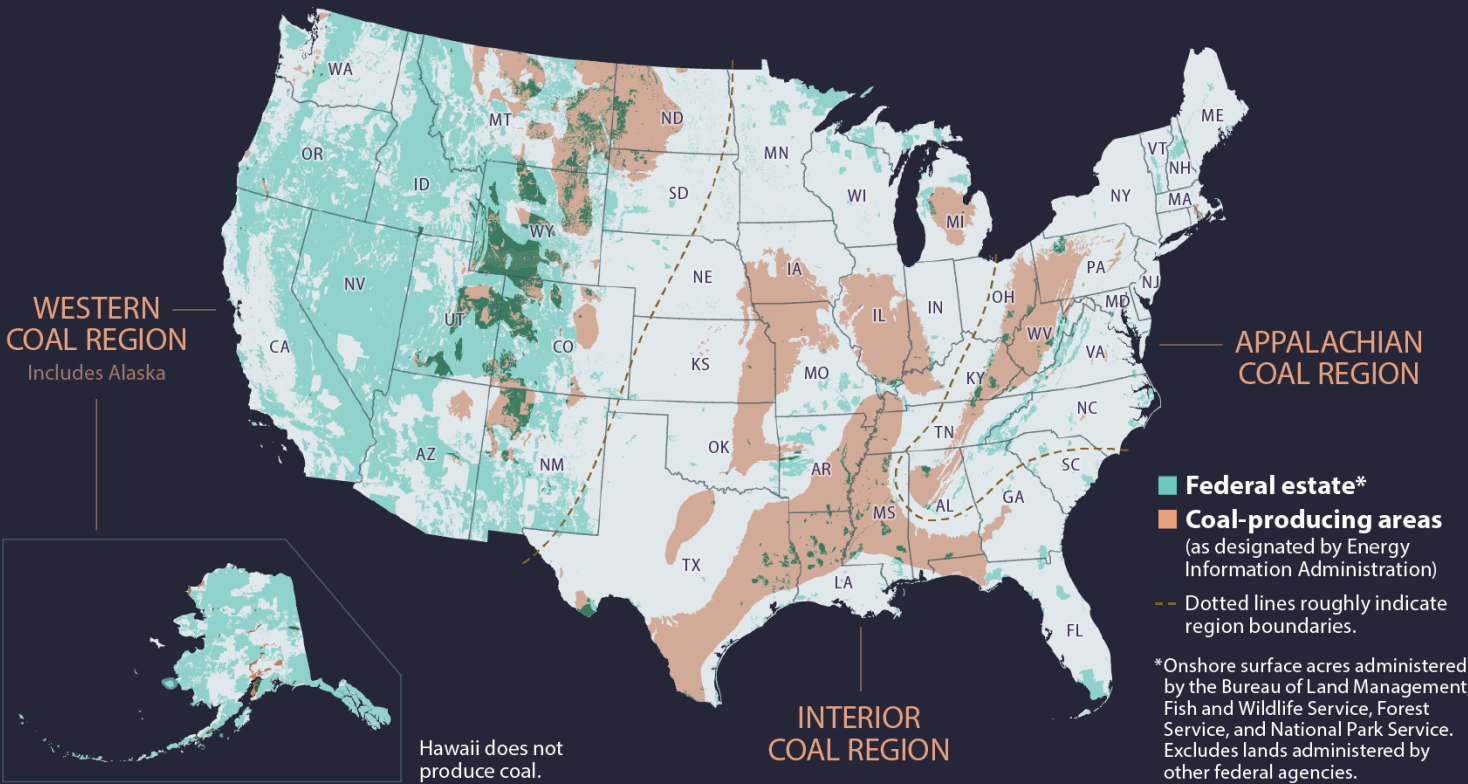 WA
MT
ND
OR
ID
SD
WY
MN
WI
MI
ME
VT
NH
NY
MA
NV
UT
CA
CO
NE
IA
IL
IN
OH
PA
NJ
MD
WV
VA
KS
MO
KY
NC
TN
AZ
NM
OK
AR
MS
AL
GA
SC
TX
LA
FL
WESTERN
COAL REGION
Includes Alaska
APPALACHIAN
COAL REGION
INTERIOR
COAL REGION
Federal estate*
Coal-producing areas
(as designated by Energy
Information Administration)
Dotted lines roughly indicate
region boundaries.
*Onshore surface acres administered
by the Bureau of Land Management
Fish and Wildlife Service, Forest
Service, and National Park Service.
Excludes lands administered by
other federal agencies.
Hawaii does not
produce coal.